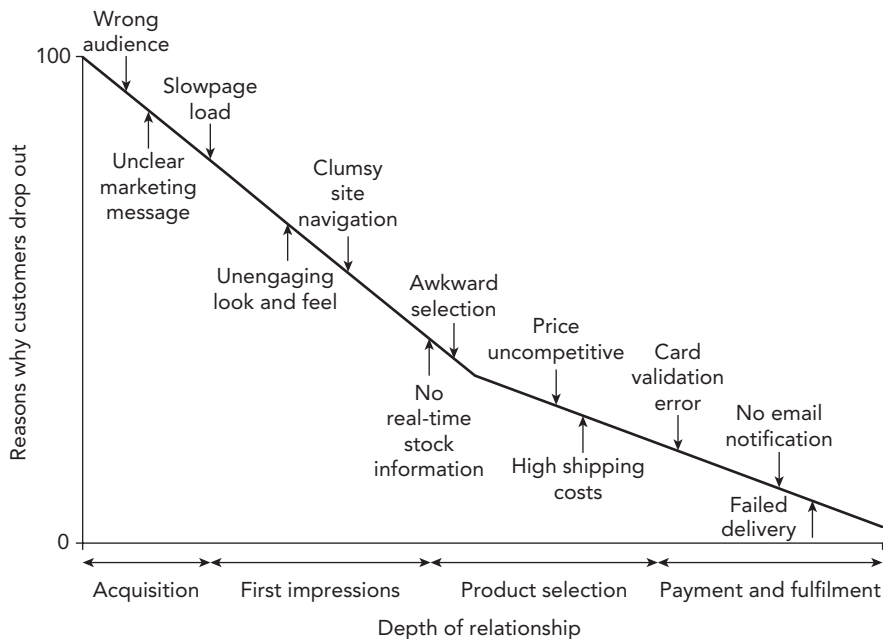 Wrong
audience
100
Slowpage
load
Unclear
marketing
message
Clumsy
site
navigation
Unengaging
look and feel
Awkward
selection
Price
uncompetitive
Card
validation
error
No
real-time
stock
information
High shipping
costs
No email
notification
Failed
delivery
0
Reasons why customers drop out
Acquisition
First impressions
Product selection
Payment and fulfilment
Depth of relationship